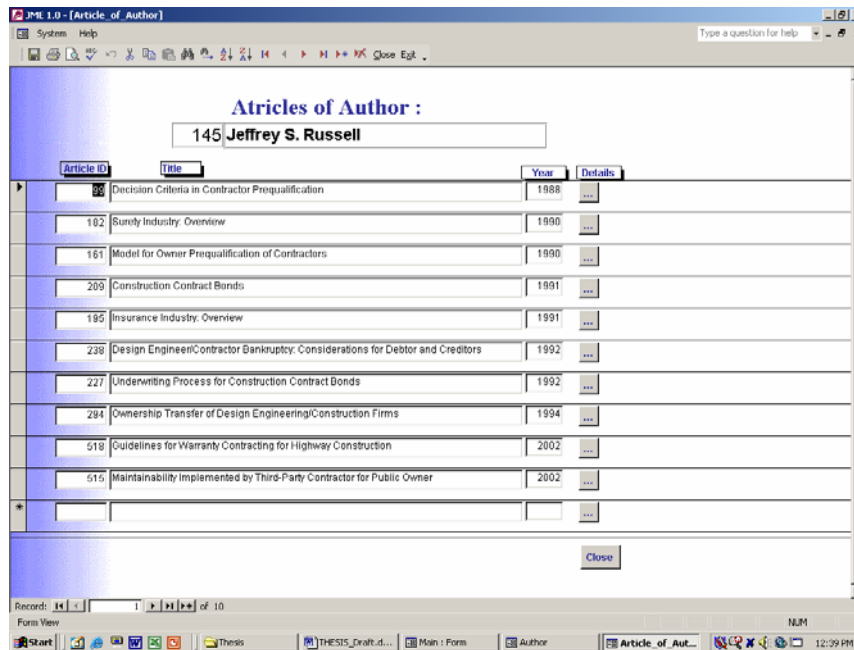 JME 1.0 - [Article_of_Author]
System Help Type a question for help
Close Exit
Atricles of Author :
145 Jeffrey S. Russell
Article ID Title Year Details
99 Decision Criteria in Contractor Prequalification 1988 ...
182 Surety Industry: Overview 1990 ...
161 Model for Owner Prequalification of Contractors 1990 ...
209 Construction Contract Bonds 1991 ...
195 Insurance Industry: Overview 1991 ...
238 Design Engineer/Contractor Bankruptcy: Considerations for Debtor and Creditors 1992 ...
227 Underwriting Process for Construction Contract Bonds 1992 ...
284 Ownership Transfer of Design Engineering/Construction Firms 1994 ...
518 Guidelines for Warranty Contracting for Highway Construction 2002 ...
515 Maintainability Implemented by Third-Party Contractor for Public Owner 2002 ...
...
Close
Record: 1 of 10
Form View NUM
Start Thesis THESIS_Draft.d... Main : Form Author Article_of_Aut... 12:39 PM